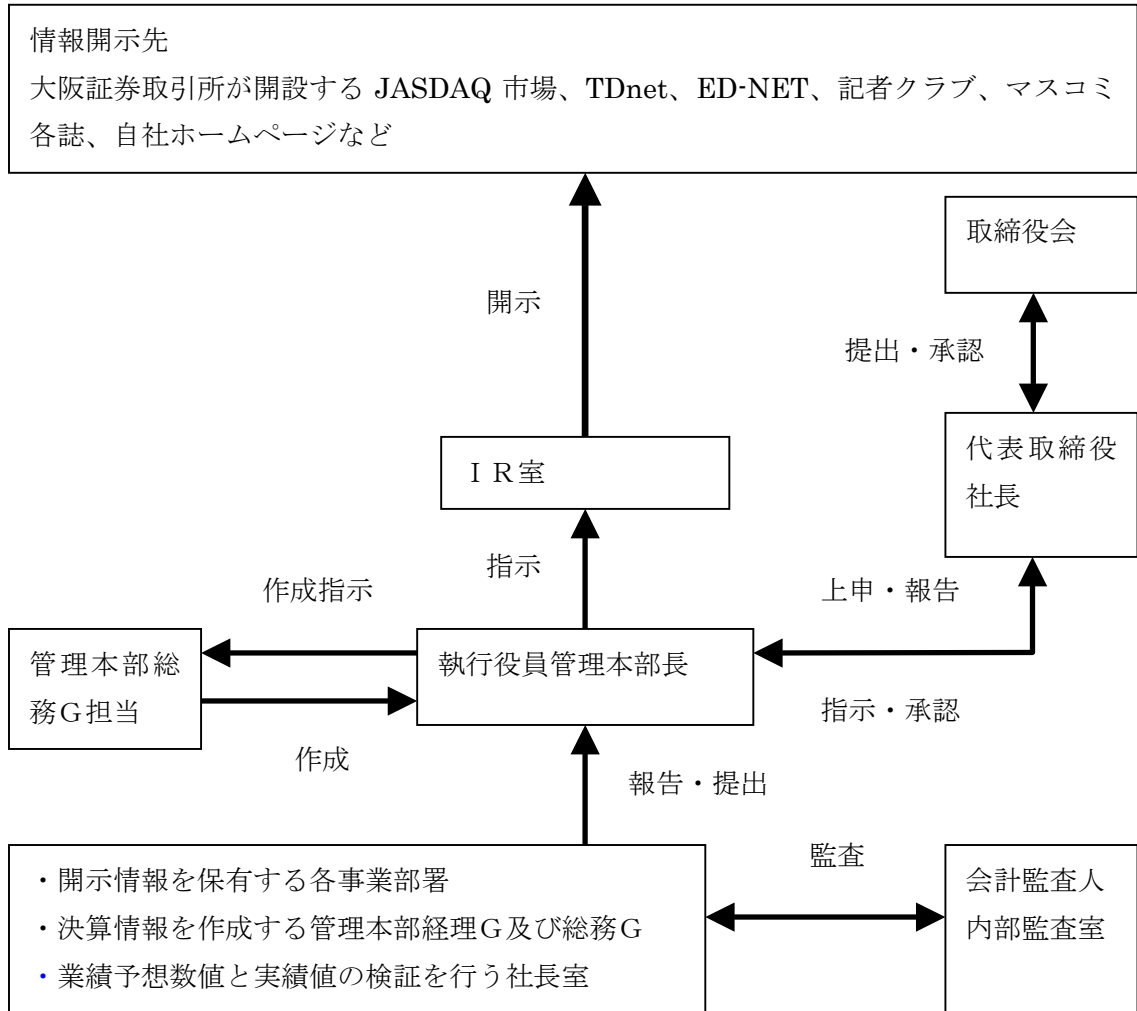 情報開示先
大阪証券取引所が開設する JASDAQ 市場、TDnet、ED-NET、記者クラブ、マスコミ
各誌、自社ホームページなど
取締役会
開示
提出・承認
代表取締役
社長
ＩＲ室
指示
作成指示
上申・報告
管理本部総
務Ｇ担当
執行役員管理本部長
指示・承認
作成
報告・提出
監査
・開示情報を保有する各事業部署
・決算情報を作成する管理本部経理Ｇ及び総務Ｇ
・業績予想数値と実績値の検証を行う社長室
会計監査人
内部監査室